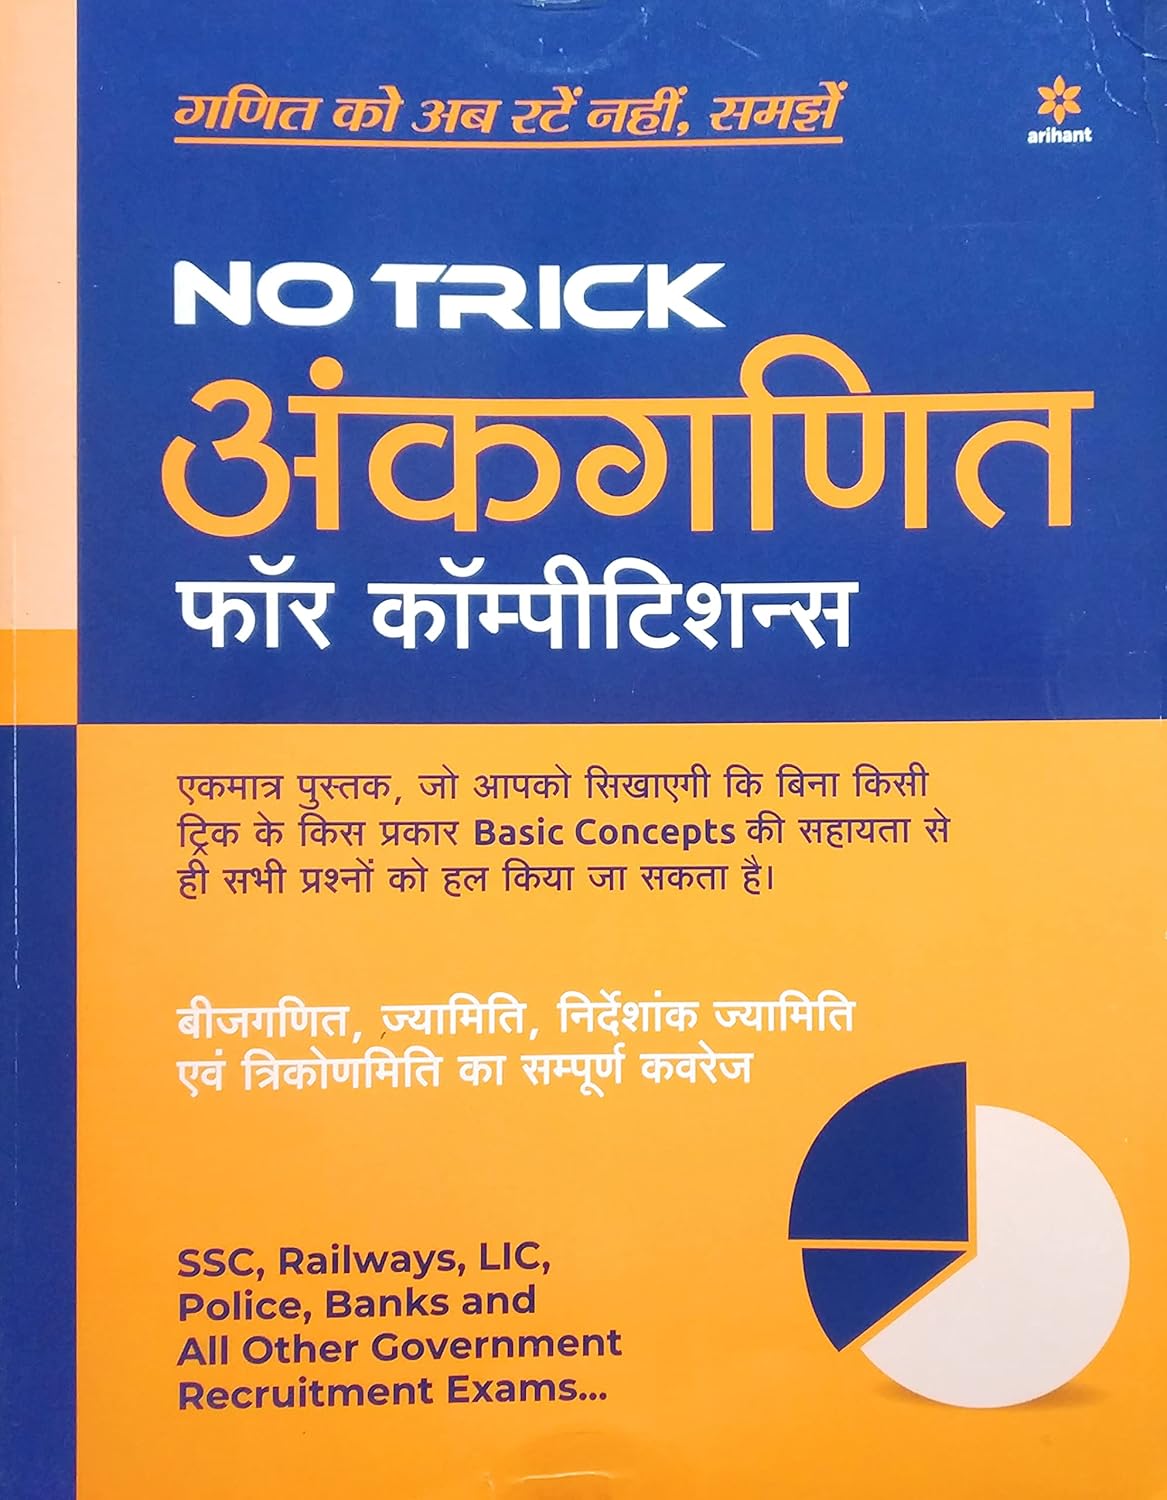 गणित को अब रटें नहीं, समझें
arihant
NO TRICK
अंकगणित
फॉर कॉम्पीटिशन्स
एकमात्र पुस्तक, जो आपको सिखाएगी कि बिना किसी
ट्रिक के किस प्रकार Basic Concepts की सहायता से
ही सभी प्रश्नों को हल किया जा सकता है।
बीजगणित, ज्यामिति, निर्देशांक ज्यामिति
एवं त्रिकोणमिति का सम्पूर्ण कवरेज
SSC, Railways, LIC,
Police, Banks and
All Other Government
Recruitment Exams...